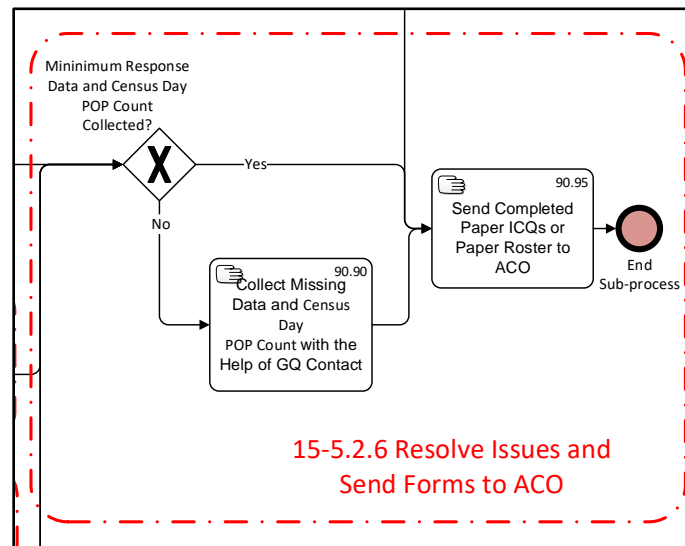 Mininimum Response
Data and Census Day
POP Count
Collected?
Yes
No
90.95
Send Completed
Paper ICQs or
Paper Roster to
ACO
End
Sub-process
90.90
Collect Missing
Data and Census
Day
POP Count with the
Help of GQ Contact
15-5.2.6 Resolve Issues and
Send Forms to ACO